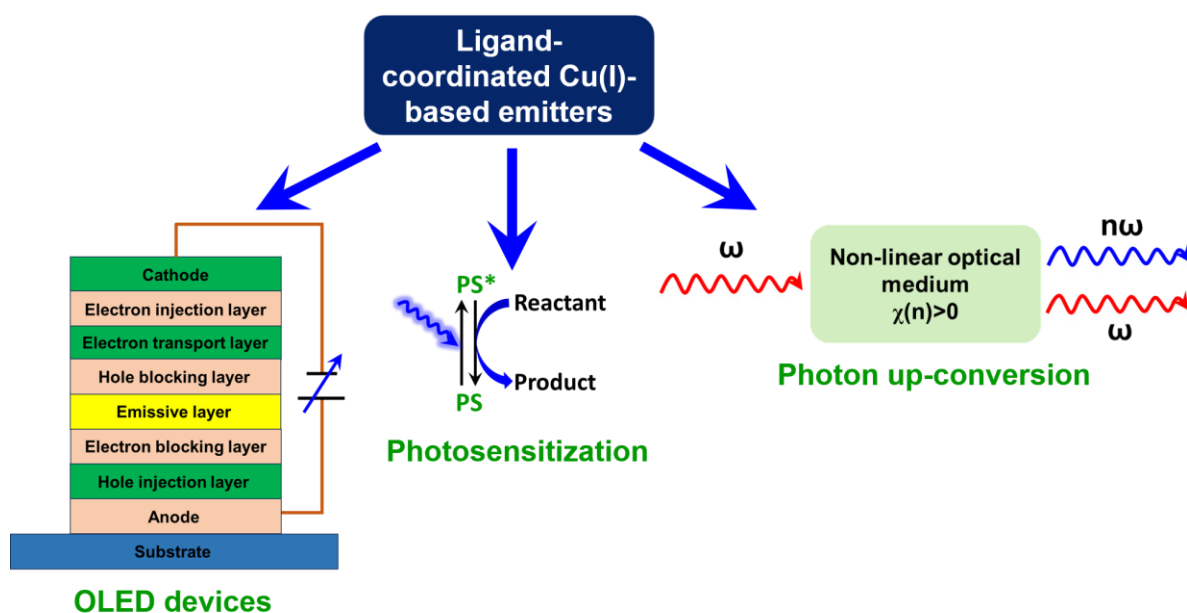 Ligand-
coordinated Cu(I)-
based emitters
Cathode
Electron injection layer
Electron transport layer
Hole blocking layer
Emissive layer
Electron blocking layer
Hole injection layer
Anode
Substrate
OLED devices
PS*
Reactant
Product
PS
Photosensitization
ω
Non-linear optical
medium
χ(n)>0
nω
ω
Photon up-conversion